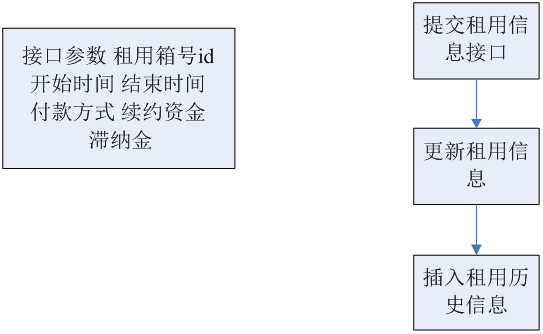 接口参数 租用箱号id
开始时间 结束时间
付款方式 续约资金
滞纳金
提交租用信
息接口
更新租用信
息
插入租用历
史信息